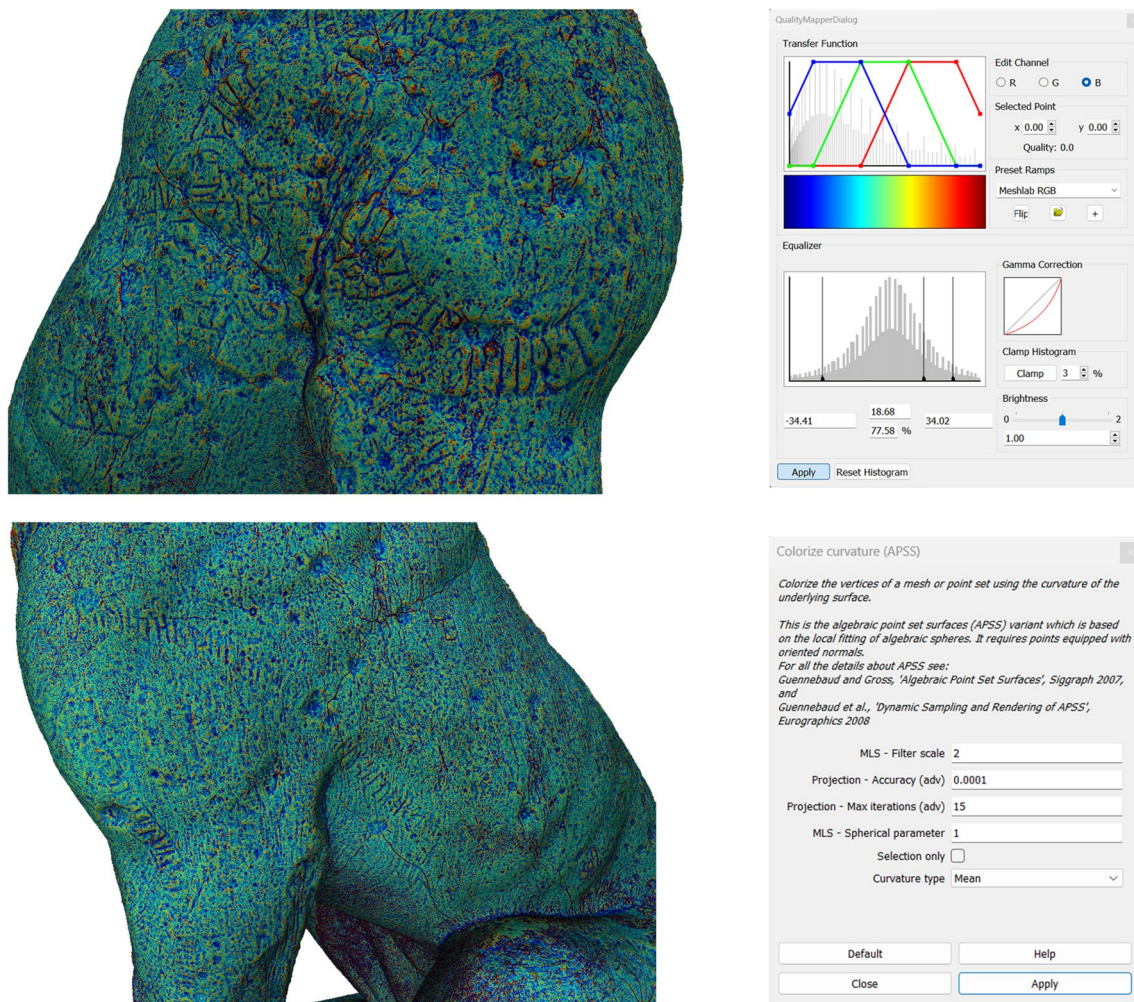 QualityMapperDialog
Transfer Function
Edit Channel
R G B
Selected Point
x 0.00 y 0.00
Quality: 0.0
Preset Ramps
Meshlab RGB
Flip +
Equalizer
Gamma Correction
Clamp Histogram
Clamp 3 %
Brightness
0 2
1.00
-34.41 18.68 34.02
77.58 %
Apply Reset Histogram
Colorize curvature (APSS)
Colorize the vertices of a mesh or point set using the curvature of the
underlying surface.
This is the algebraic point set surfaces (APSS) variant which is based
on the local fitting of algebraic spheres. It requires points equipped with
oriented normals.
For all the details about APSS see:
Guennebaud and Gross, 'Algebraic Point Set Surfaces', Siggraph 2007,
and
Guennebaud et al., 'Dynamic Sampling and Rendering of APSS',
Eurographics 2008
MLS - Filter scale 2
Projection - Accuracy (adv) 0.0001
Projection - Max iterations (adv) 15
MLS - Spherical parameter 1
Selection only
Curvature type Mean
Default Help
Close Apply